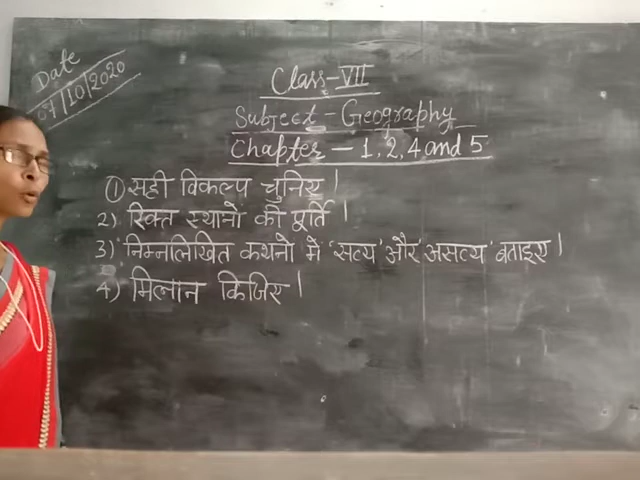 Date
07/10/2020
Class-VII
Subject - Geography
Chapter - 1, 2, 4 and 5
① सही विकल्प चुनिए।
2) रिक्त स्थानो की पूर्ति।
3) निम्नलिखित कथनो में 'सत्य' और 'असत्य' बताइए।
4) मिलान किजिए।